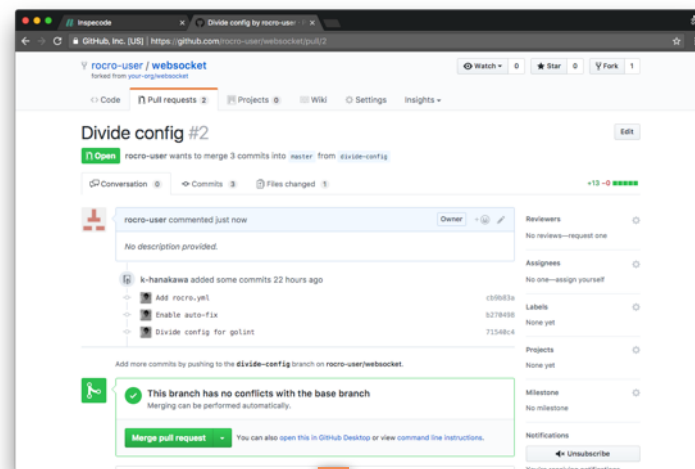 Inspecode
Divide config by rocro-user
GitHub, Inc. [US] https://github.com/rocro-user/websocket/pull/2
rocro-user / websocket
forked from your-org/websocket
Watch 0 Star 0 Fork 1
Code Pull requests 2 Projects 0 Wiki Settings Insights
Divide config #2
Edit
Open rocro-user wants to merge 3 commits into master from divide-config
Conversation 0 Commits 3 Files changed 1
+13 −0
rocro-user commented just now
Owner
No description provided.
k-hanakawa added some commits 22 hours ago
Add rocro.yml cb9b83a
Enable auto-fix b270498
Divide config for golint 71548c4
Add more commits by pushing to the divide-config branch on rocro-user/websocket.
This branch has no conflicts with the base branch
Merging can be performed automatically.
Merge pull request
You can also open this in GitHub Desktop or view command line instructions.
Reviewers
No reviews—request one
Assignees
No one—assign yourself
Labels
None yet
Projects
None yet
Milestone
No milestone
Notifications
Unsubscribe